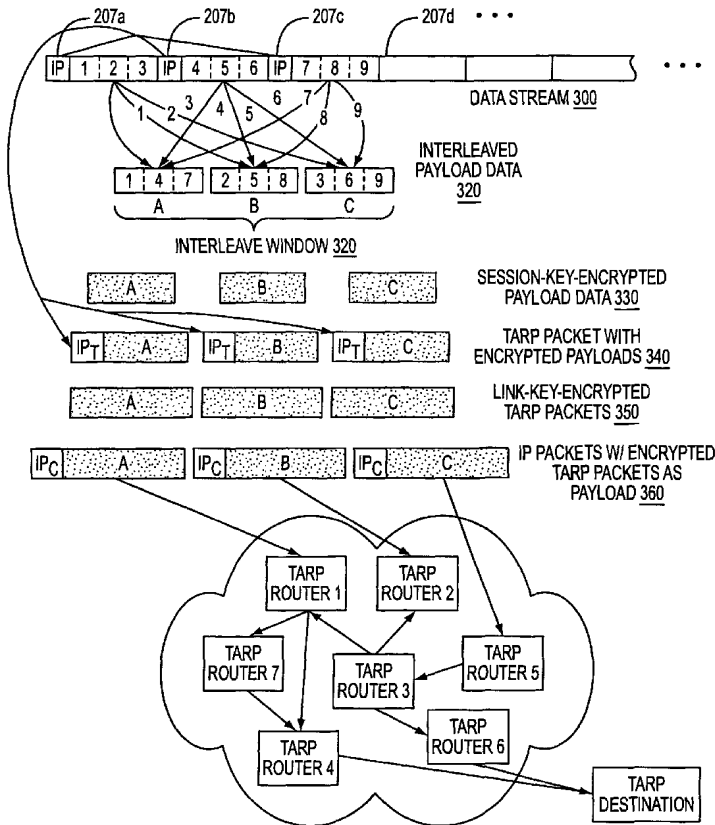 207a 207b 207c 207d • • •
IP 1 2 3 IP 4 5 6 IP 7 8 9 • • •
DATA STREAM 300
1 2 3 4 5 6 7 8 9
INTERLEAVED
PAYLOAD DATA
320
1 4 7 2 5 8 3 6 9
A B C
INTERLEAVE WINDOW 320
A B C
SESSION-KEY-ENCRYPTED
PAYLOAD DATA 330
IPT A IPT B IPT C
TARP PACKET WITH
ENCRYPTED PAYLOADS 340
A B C
LINK-KEY-ENCRYPTED
TARP PACKETS 350
IPC A IPC B IPC C
IP PACKETS W/ ENCRYPTED
TARP PACKETS AS
PAYLOAD 360
TARP
ROUTER 1
TARP
ROUTER 2
TARP
ROUTER 7
TARP
ROUTER 3
TARP
ROUTER 5
TARP
ROUTER 4
TARP
ROUTER 6
TARP
DESTINATION